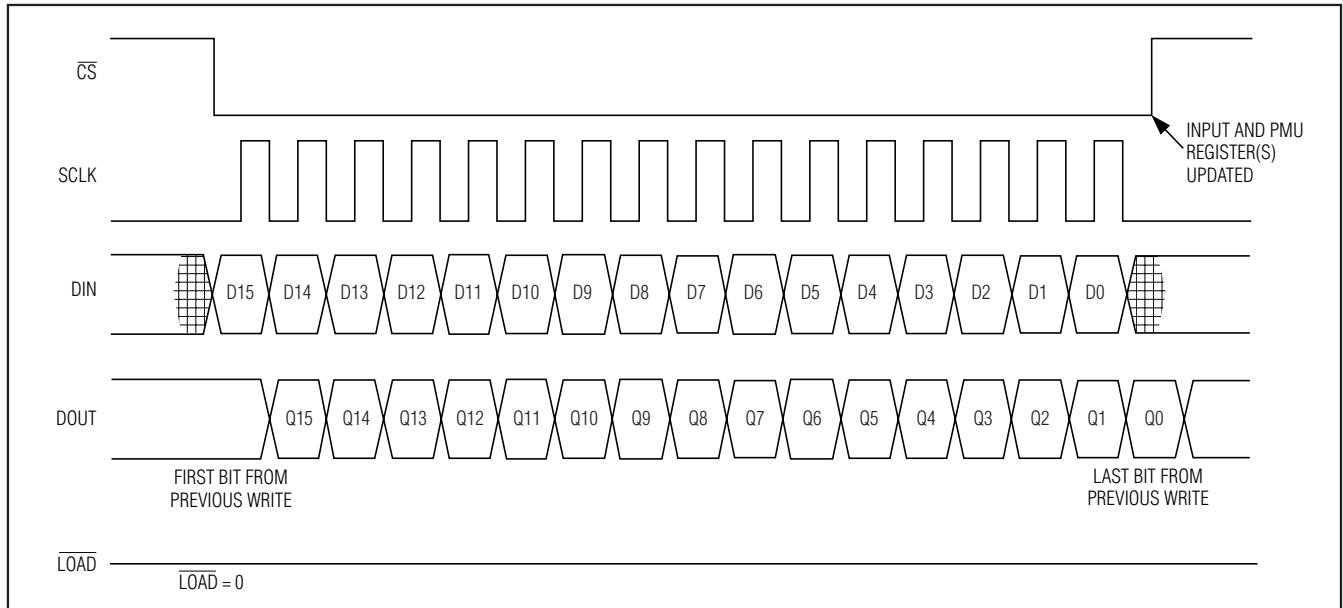 CS
INPUT AND PMU
REGISTER(S)
UPDATED
SCLK
DIN D15 D14 D13 D12 D11 D10 D9 D8 D7 D6 D5 D4 D3 D2 D1 D0
DOUT Q15 Q14 Q13 Q12 Q11 Q10 Q9 Q8 Q7 Q6 Q5 Q4 Q3 Q2 Q1 Q0
FIRST BIT FROM
PREVIOUS WRITE
LAST BIT FROM
PREVIOUS WRITE
LOAD
LOAD = 0